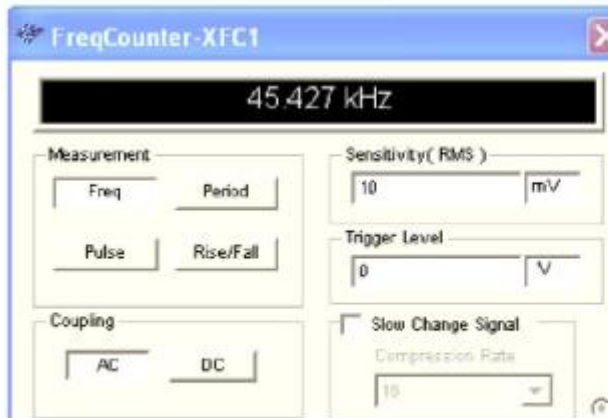 FreqCounter-XFC1
45.427 kHz
Measurement
Freq
Period
Pulse
Rise/Fall
Coupling
AC
DC
Sensitivity( RMS )
10
mV
Trigger Level
0
V
Slow Change Signal
Compression Rate
16